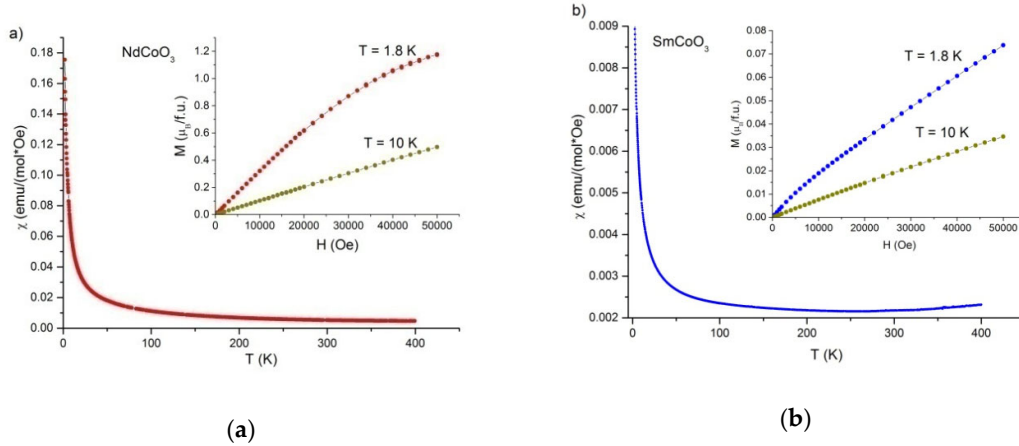 a)
NdCoO₃
χ (emu/(mol*Oe)
0.18
0.16
0.14
0.12
0.10
0.08
0.06
0.04
0.02
0.00
0 100 200 300 400
T (K)
M (μB/f.u.)
1.2
1.0
0.8
0.6
0.4
0.2
0.0
T = 1.8 K
T = 10 K
0 10000 20000 30000 40000 50000
H (Oe)
(a)
b)
SmCoO₃
χ (emu/(mol*Oe)
0.009
0.008
0.007
0.006
0.005
0.004
0.003
0.002
0 100 200 300 400
T (K)
M (μB/f.u.)
0.08
0.07
0.06
0.05
0.04
0.03
0.02
0.01
0.00
T = 1.8 K
T = 10 K
0 10000 20000 30000 40000 50000
H (Oe)
(b)